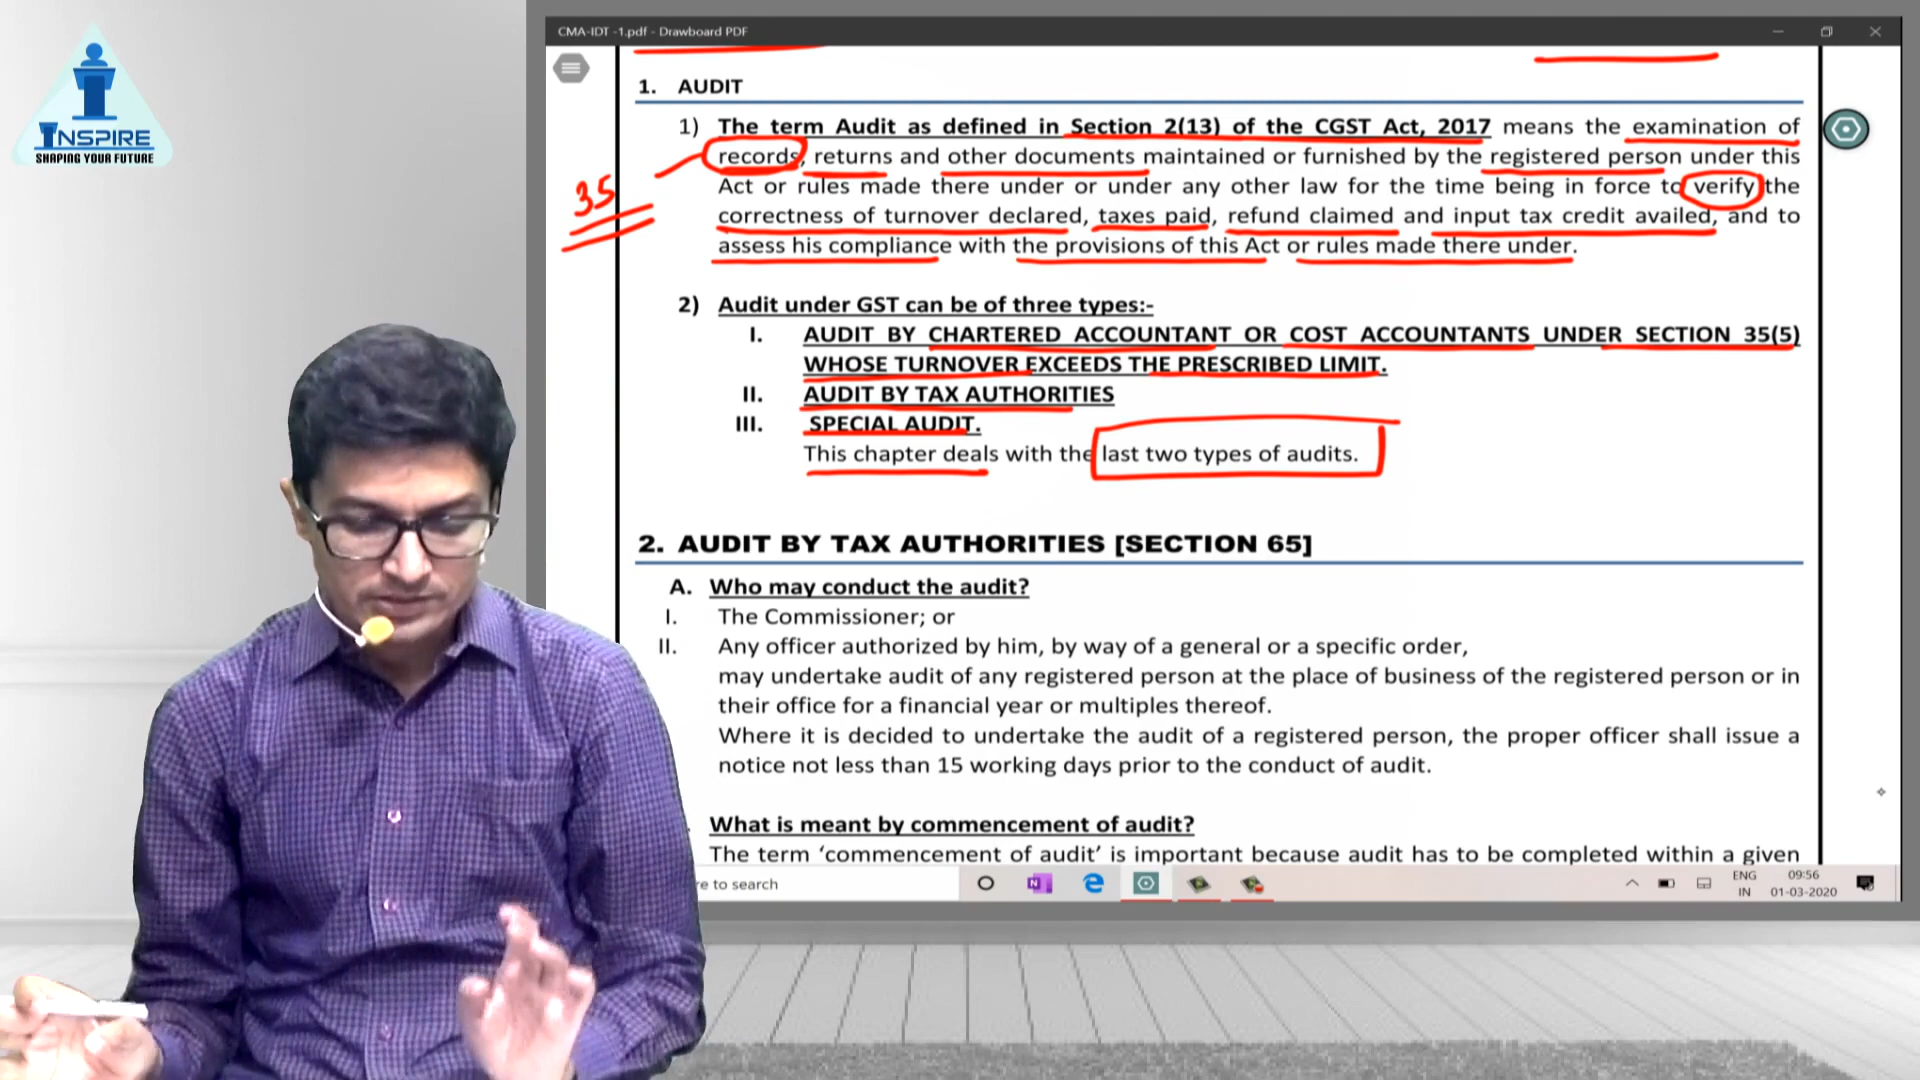 INSPIRE
SHAPING YOUR FUTURE
CMA-IDT -1.pdf - Drawboard PDF
1. AUDIT
1) The term Audit as defined in Section 2(13) of the CGST Act, 2017 means the examination of
records, returns and other documents maintained or furnished by the registered person under this
35
Act or rules made there under or under any other law for the time being in force to verify the
correctness of turnover declared, taxes paid, refund claimed and input tax credit availed, and to
assess his compliance with the provisions of this Act or rules made there under.
2) Audit under GST can be of three types:-
I. AUDIT BY CHARTERED ACCOUNTANT OR COST ACCOUNTANTS UNDER SECTION 35(5)
WHOSE TURNOVER EXCEEDS THE PRESCRIBED LIMIT.
II. AUDIT BY TAX AUTHORITIES
III. SPECIAL AUDIT.
This chapter deals with the last two types of audits.
2. AUDIT BY TAX AUTHORITIES [SECTION 65]
A. Who may conduct the audit?
I. The Commissioner; or
II. Any officer authorized by him, by way of a general or a specific order,
may undertake audit of any registered person at the place of business of the registered person or in
their office for a financial year or multiples thereof.
Where it is decided to undertake the audit of a registered person, the proper officer shall issue a
notice not less than 15 working days prior to the conduct of audit.
What is meant by commencement of audit?
The term ‘commencement of audit’ is important because audit has to be completed within a given
re to search
ENG
IN
09:56
01-03-2020